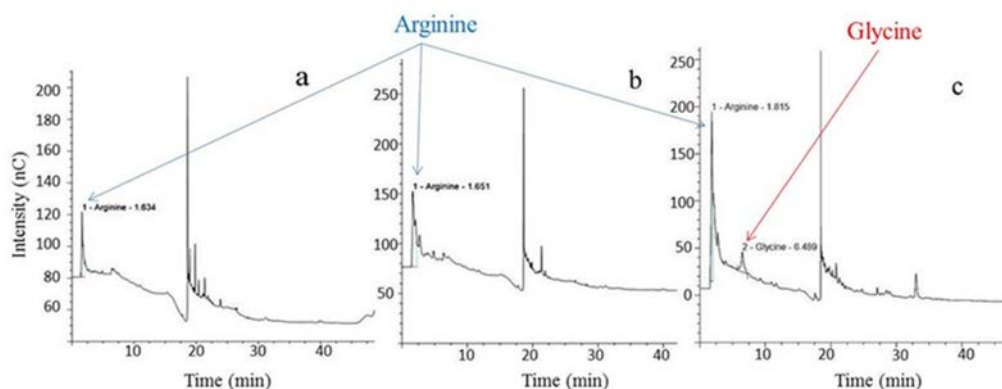 Arginine
Glycine
a
b
c
Intensity (nC)
200
180
160
140
120
100
80
60
1 - Arginine - 1.634
10
20
30
40
Time (min)
250
200
150
100
50
1 - Arginine - 1.651
10
20
30
40
Time (min)
250
200
150
100
50
0
1 - Arginine - 1.815
2 - Glycine - 6.489
10
20
30
40
Time (min)